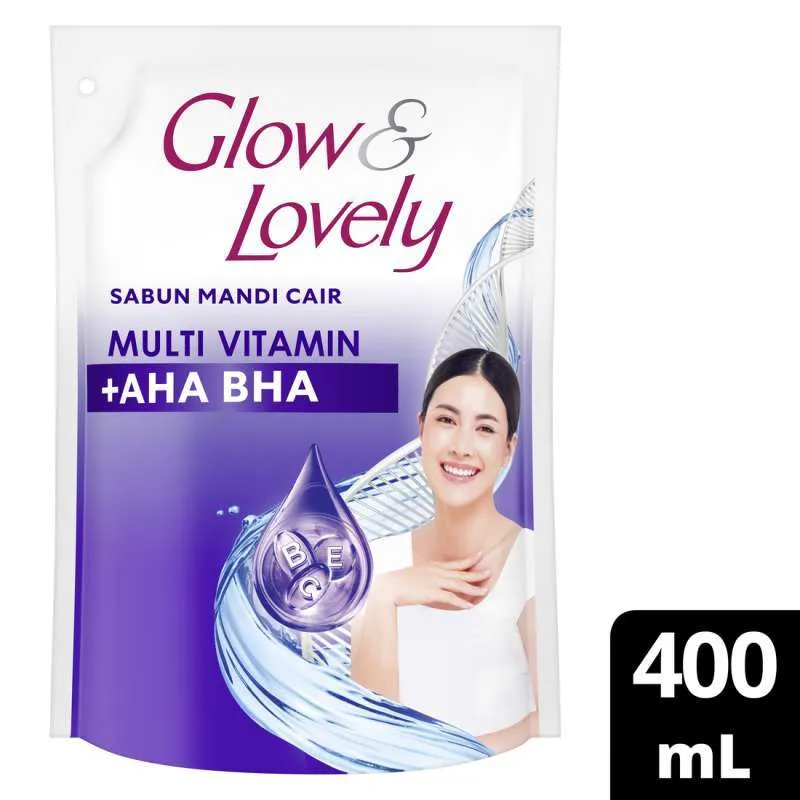 Glow &
Lovely
SABUN MANDI CAIR
MULTI VITAMIN
+AHA BHA
B E
C
400
mL